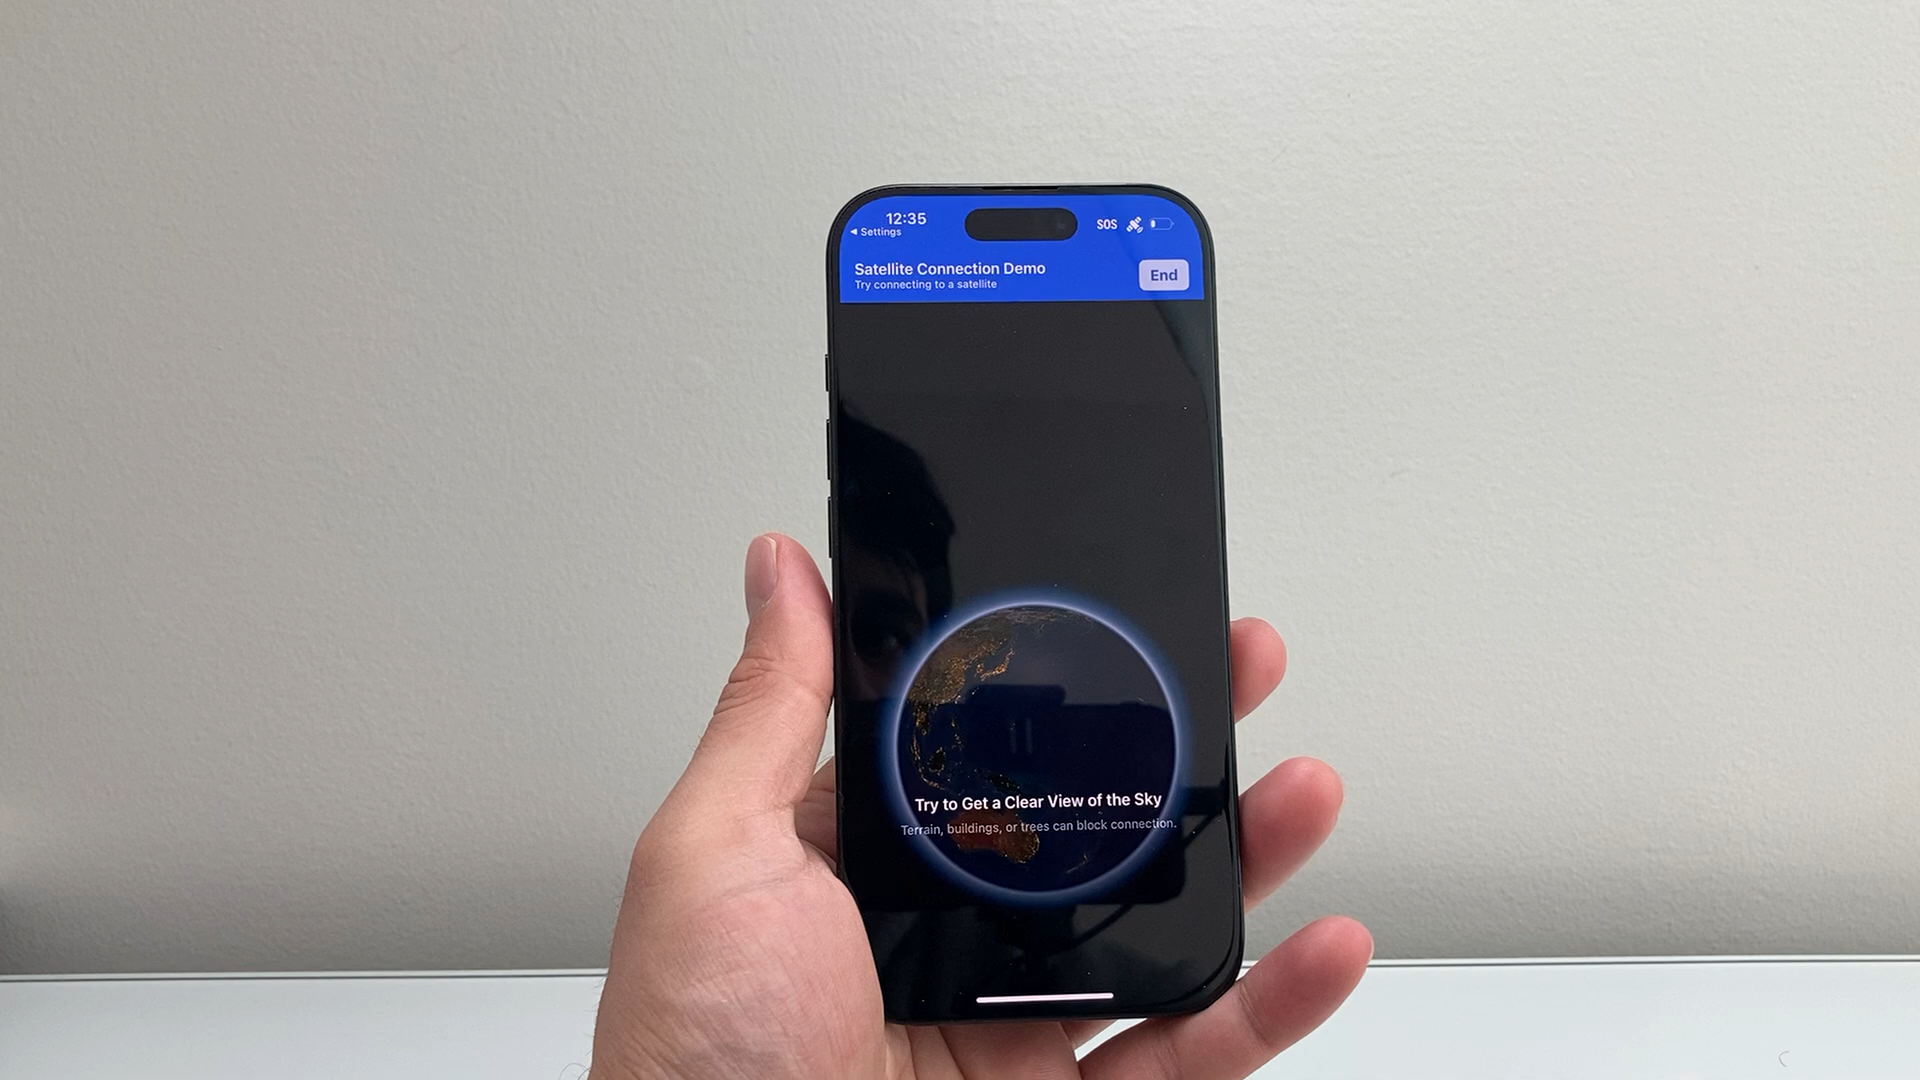 12:35
SOS
◀ Settings
Satellite Connection Demo
End
Try connecting to a satellite
Try to Get a Clear View of the Sky
Terrain, buildings, or trees can block connection.